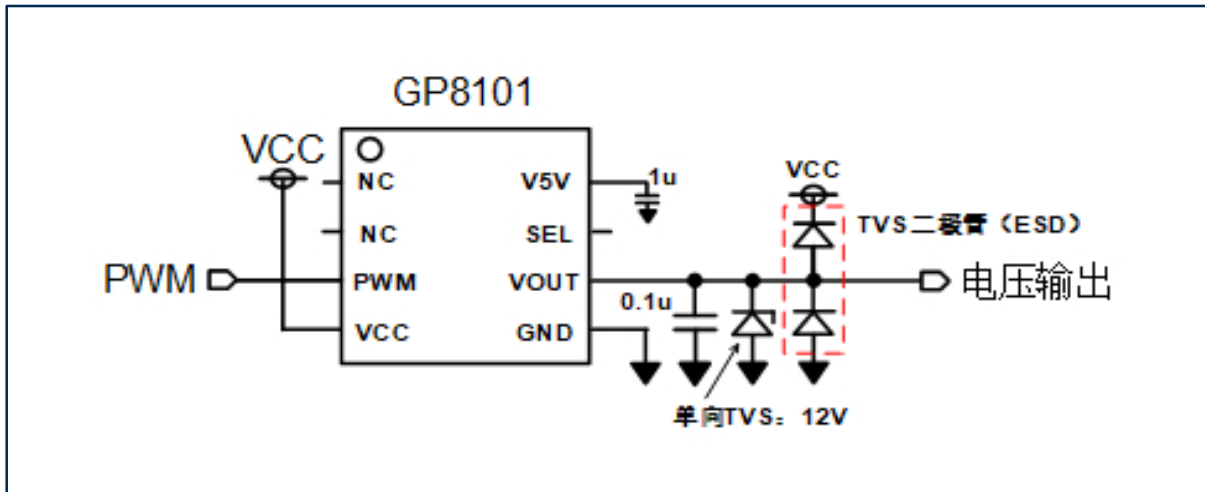 GP8101
VCC
NC
V5V
1u
VCC
NC
SEL
TVS二极管（ESD）
PWM
PWM
VOUT
电压输出
0.1u
VCC
GND
单向TVS：12V